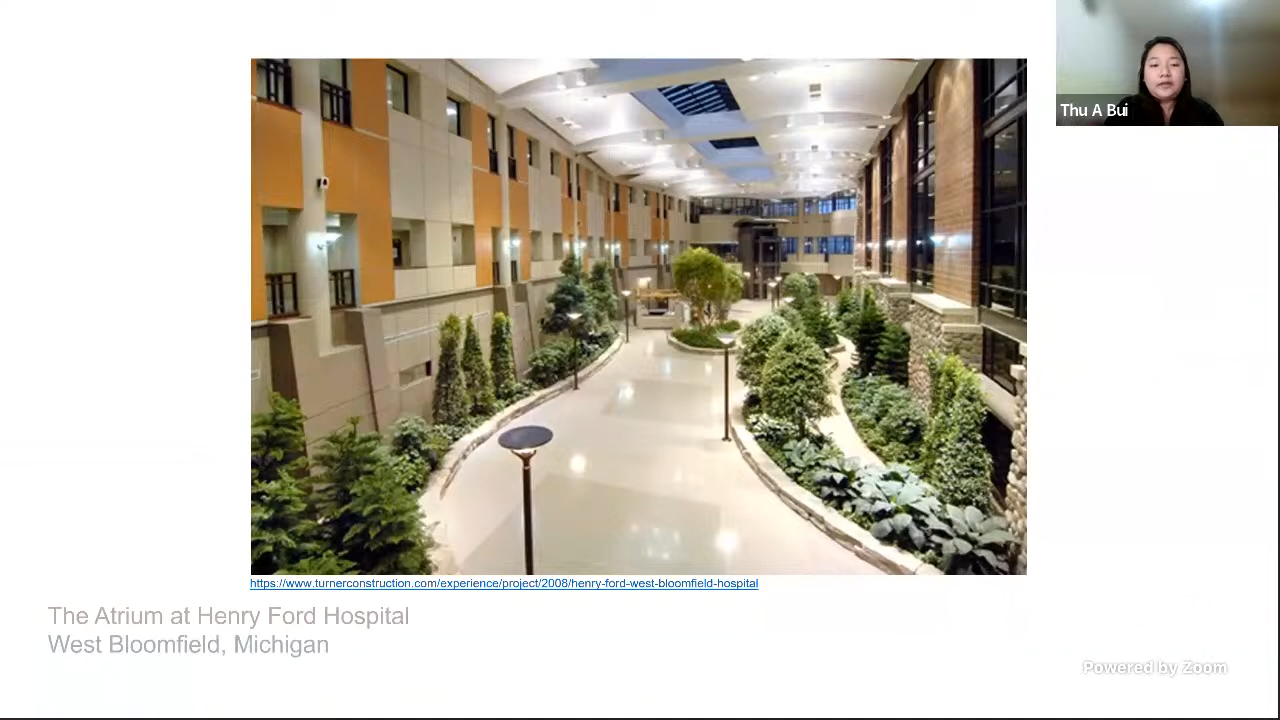 Thu A Bui
https://www.turnerconstruction.com/experience/project/2008/henry-ford-west-bloomfield-hospital
The Atrium at Henry Ford Hospital
West Bloomfield, Michigan
Powered by Zoom